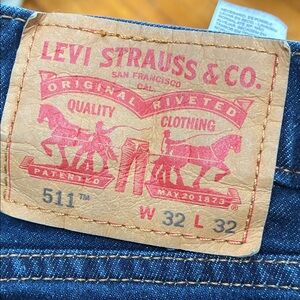 LEVI STRAUSS & CO.
SAN FRANCISCO
CAL.
ORIGINAL RIVETED
QUALITY CLOTHING
PATENTED MAY 20 1873
511™
W 32 L 32